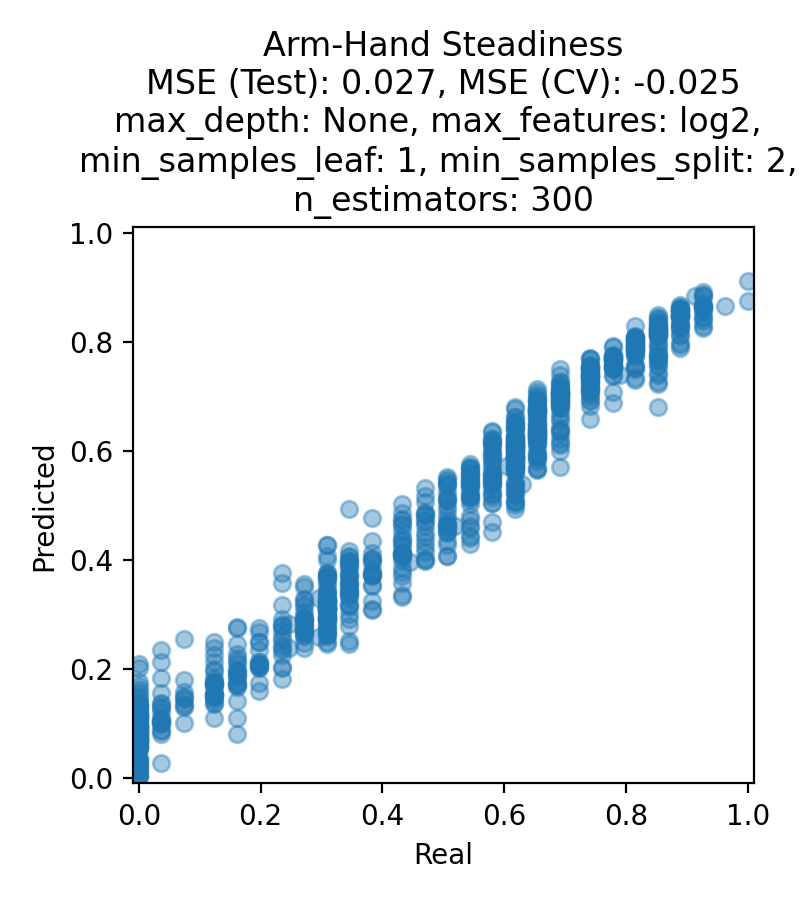 Arm-Hand Steadiness
MSE (Test): 0.027, MSE (CV): -0.025
max_depth: None, max_features: log2,
min_samples_leaf: 1, min_samples_split: 2,
n_estimators: 300
1.0
0.8
0.6
0.4
0.2
0.0
Predicted
0.0 0.2 0.4 0.6 0.8 1.0
Real